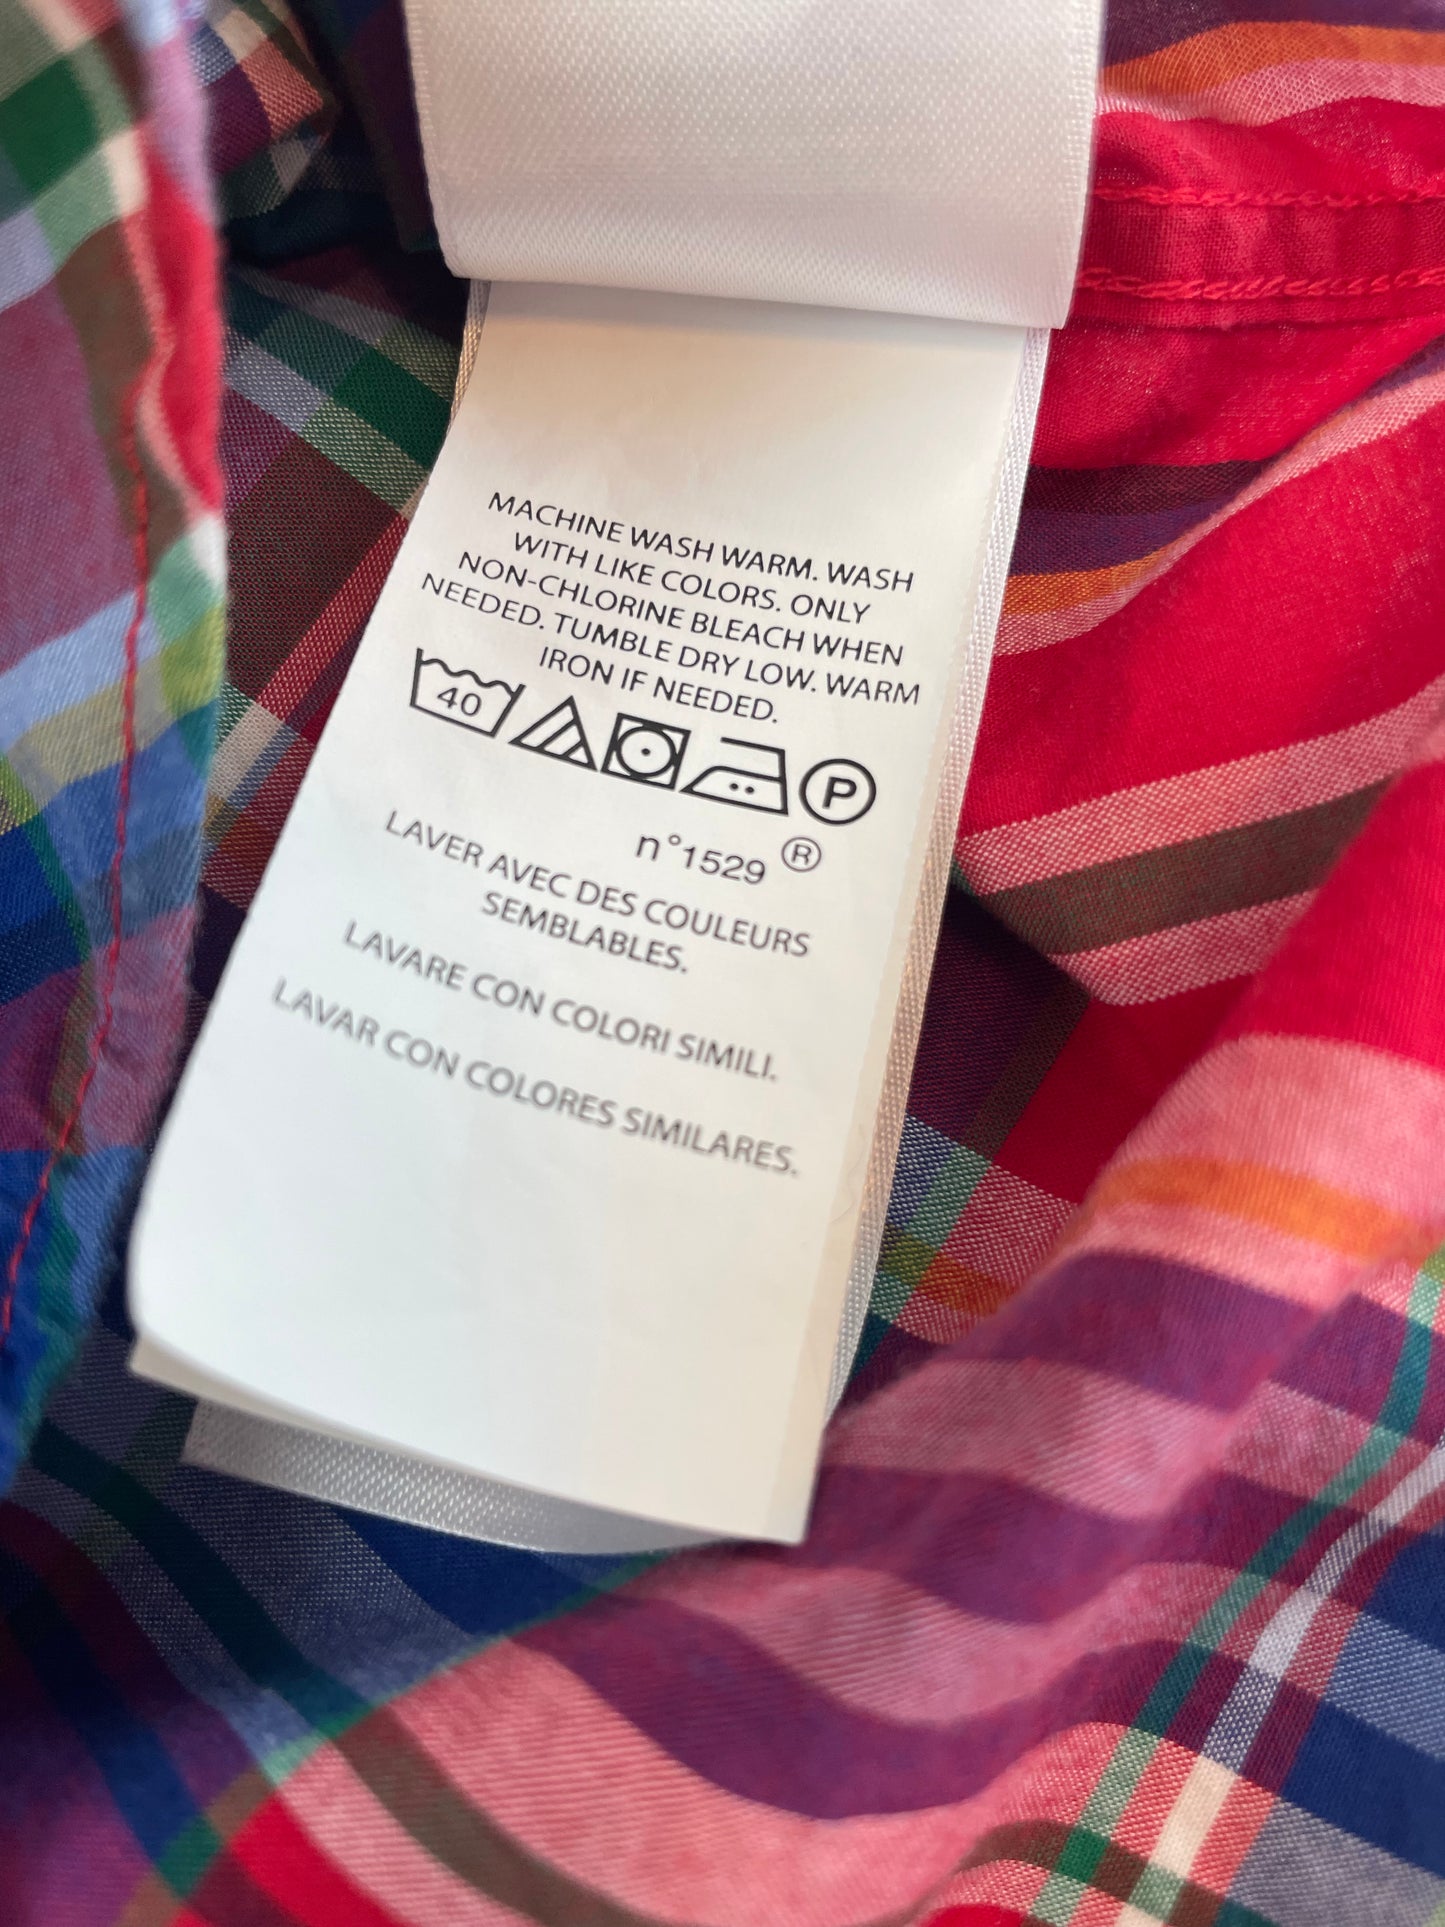 MACHINE WASH WARM. WASH
WITH LIKE COLORS. ONLY
NON-CHLORINE BLEACH WHEN
NEEDED. TUMBLE DRY LOW. WARM
IRON IF NEEDED.
40 P
n°1529 ®
LAVER AVEC DES COULEURS
SEMBLABLES.
LAVARE CON COLORI SIMILI.
LAVAR CON COLORES SIMILARES.